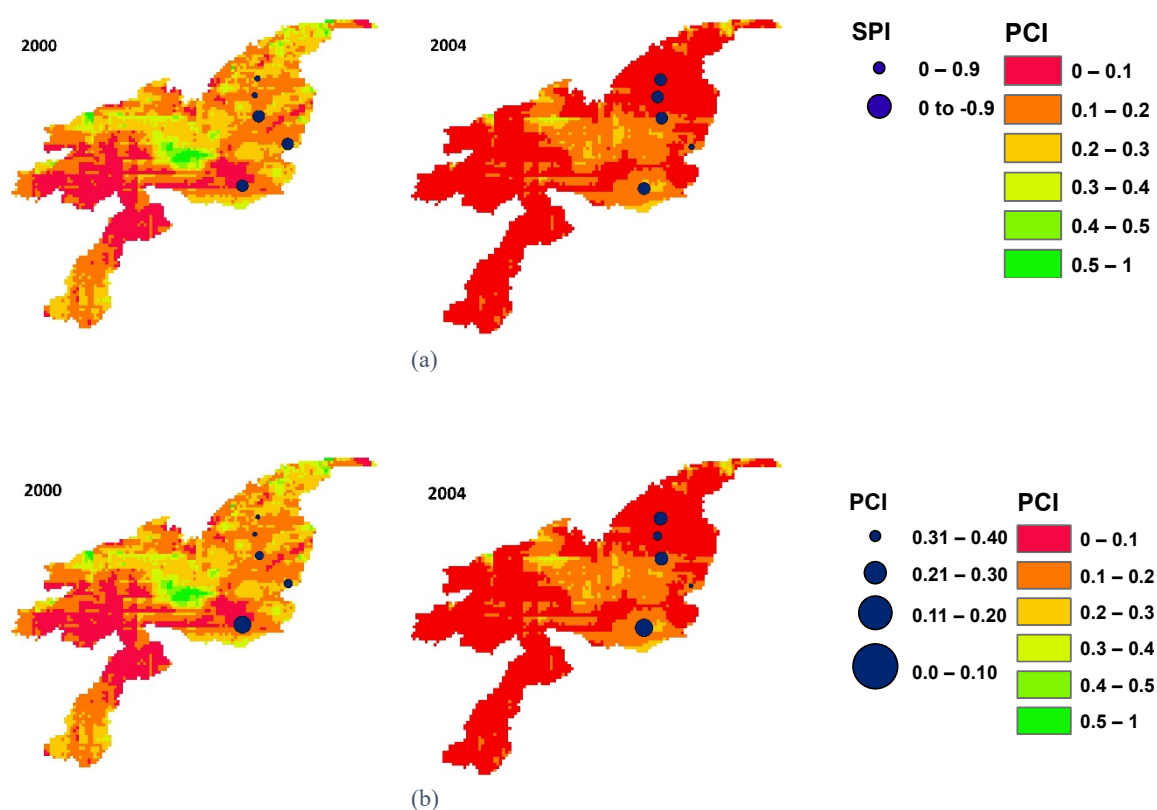 2000
2004
SPI
0 – 0.9
0 to -0.9
PCI
0 – 0.1
0.1 – 0.2
0.2 – 0.3
0.3 – 0.4
0.4 – 0.5
0.5 – 1
(a)
2000
2004
PCI
0.31 – 0.40
0.21 – 0.30
0.11 – 0.20
0.0 – 0.10
PCI
0 – 0.1
0.1 – 0.2
0.2 – 0.3
0.3 – 0.4
0.4 – 0.5
0.5 – 1
(b)